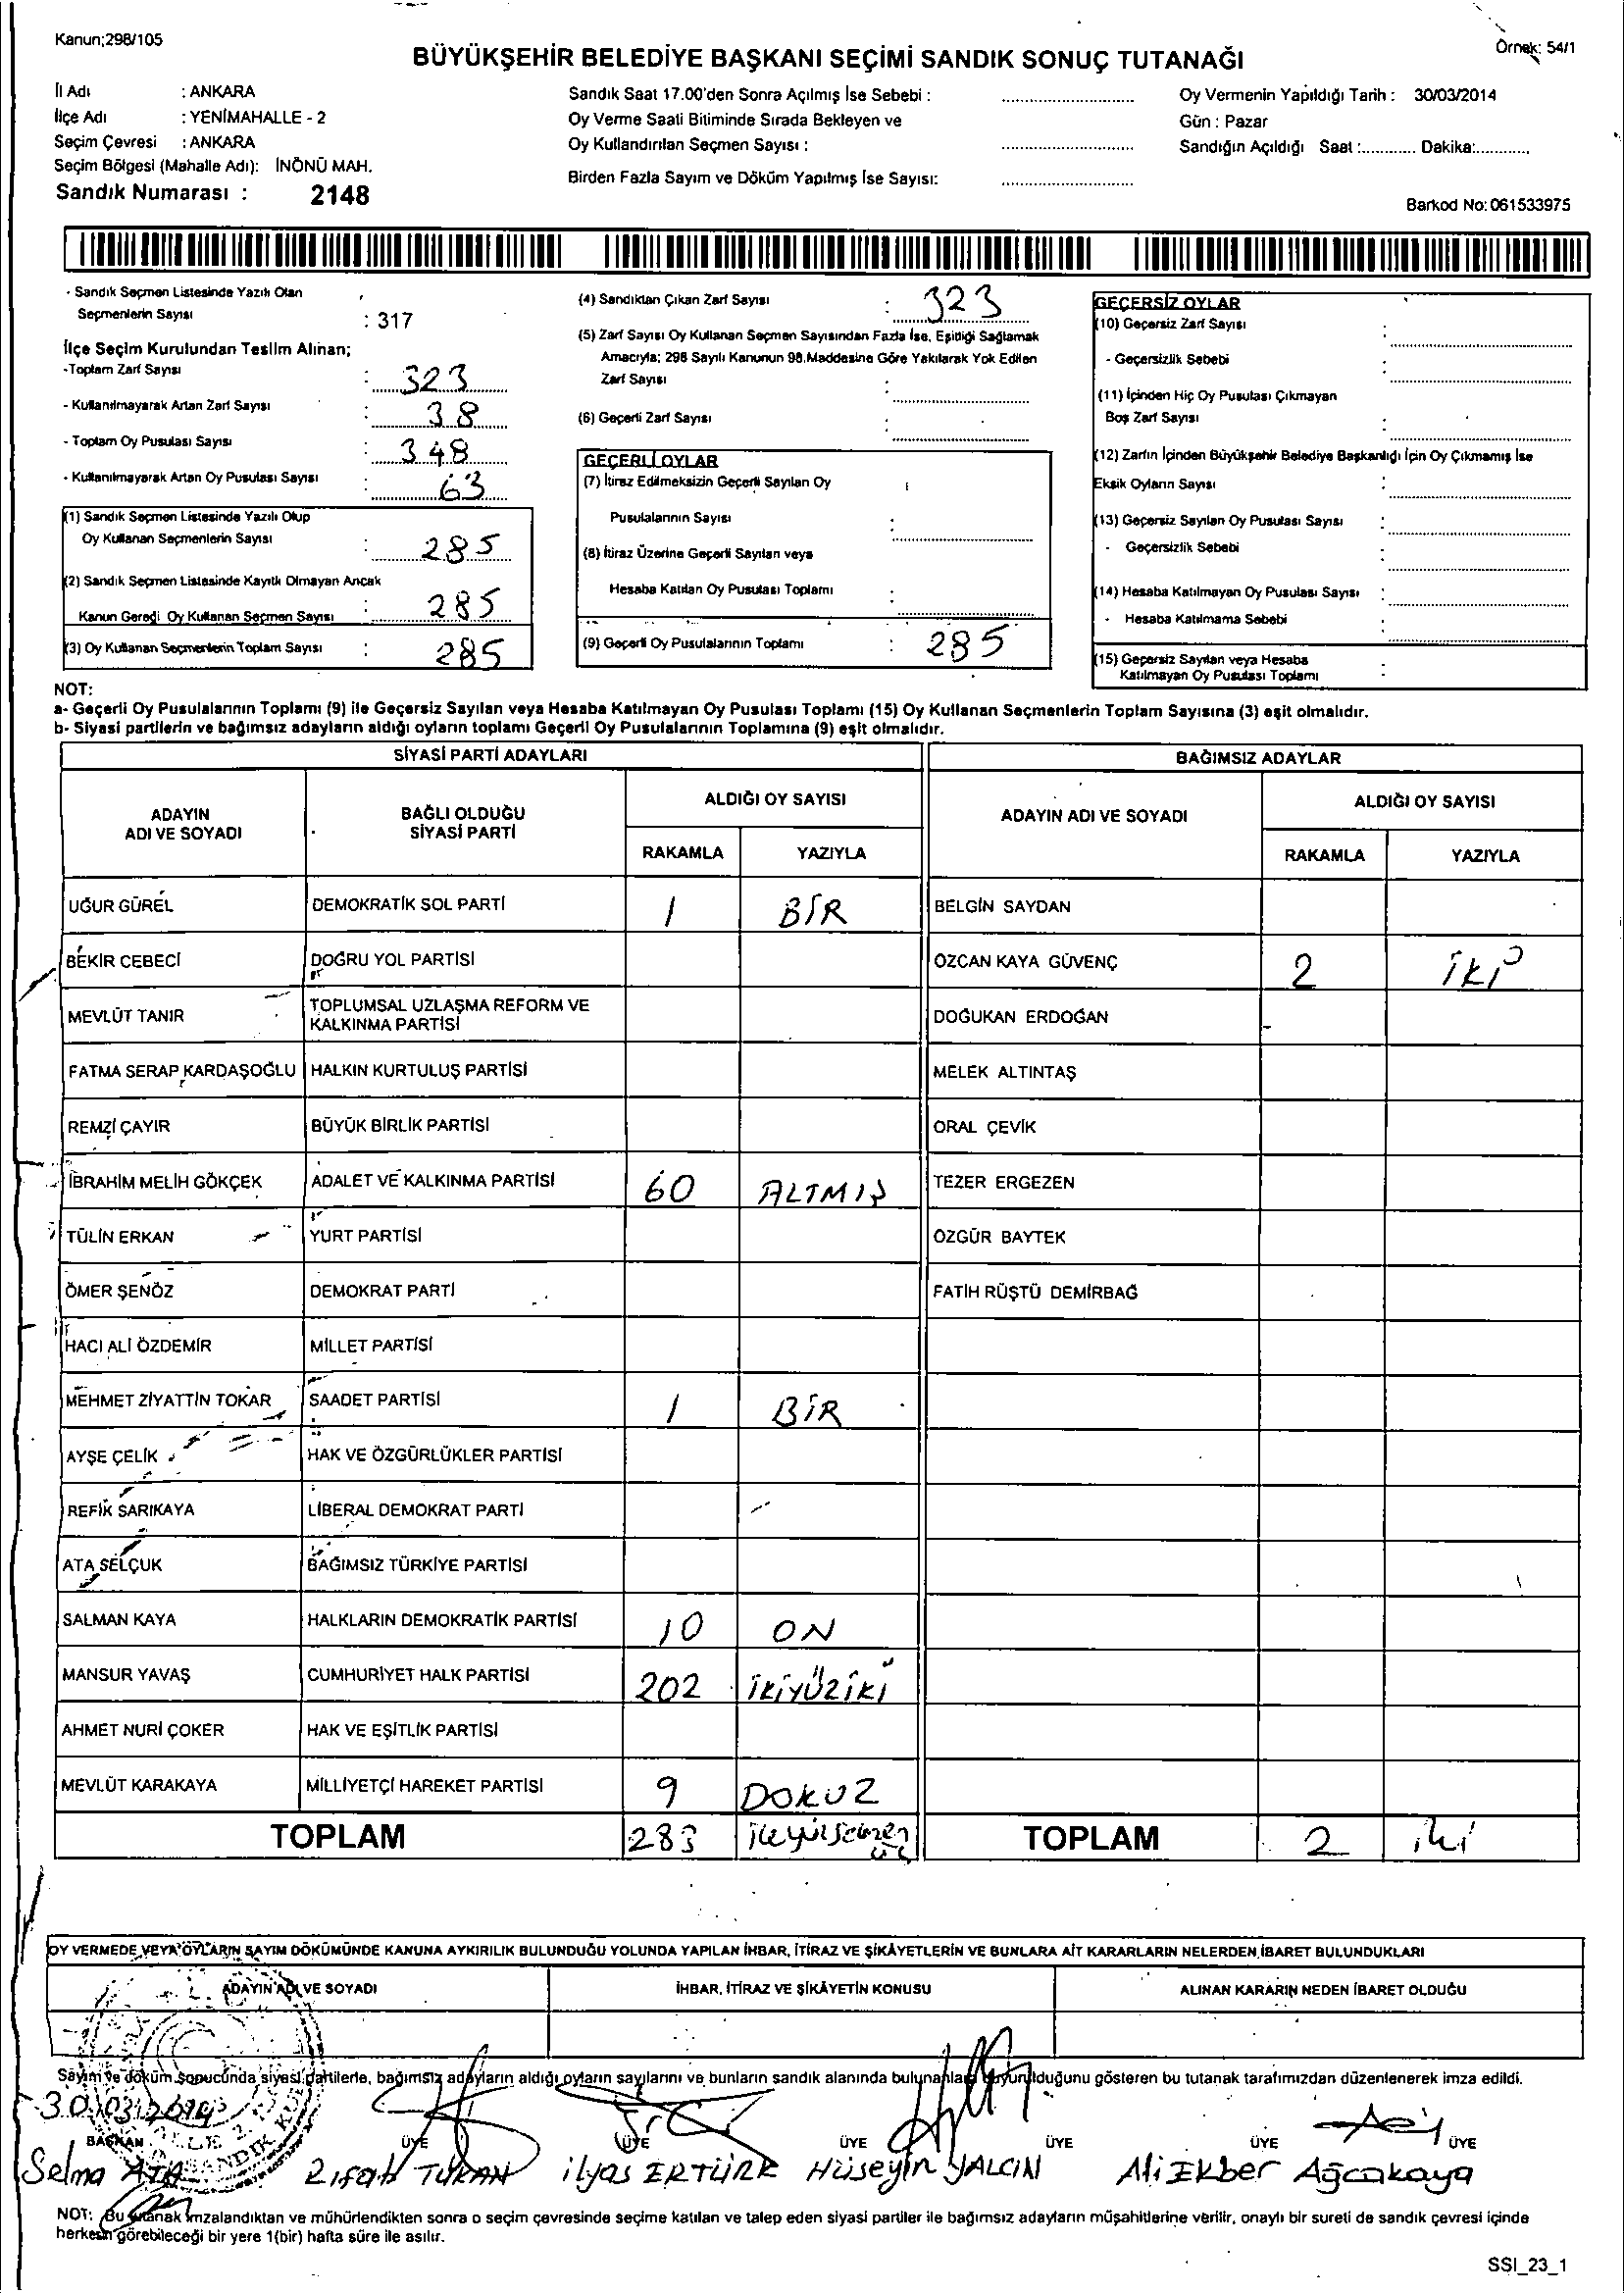 Kanun;298/105
Örnek: 54/1
BÜYÜKŞEHİR BELEDİYE BAŞKANI SEÇİMİ SANDIK SONUÇ TUTANAĞI
İl Adı : ANKARA
İlçe Adı : YENİMAHALLE - 2
Seçim Çevresi : ANKARA
Seçim Bölgesi (Mahalle Adı): İNÖNÜ MAH.
Sandık Numarası : 2148
Sandık Saat 17.00'den Sonra Açılmış İse Sebebi :
Oy Verme Saati Bitiminde Sırada Bekleyen ve
Oy Kullandırılan Seçmen Sayısı :
Birden Fazla Sayım ve Döküm Yapılmış İse Sayısı:
Oy Vermenin Yapıldığı Tarih : 30/03/2014
Gün : Pazar
Sandığın Açıldığı Saat :............ Dakika:............
Barkod No: 061533975
- Sandık Seçmen Listesinde Yazılı Olan
Seçmenlerin Sayısı : 317
İlçe Seçim Kurulundan Teslim Alınan;
-Toplam Zarf Sayısı : 323
- Kullanılmayarak Artan Zarf Sayısı : 38
- Toplam Oy Pusulası Sayısı : 348
- Kullanılmayarak Artan Oy Pusulası Sayısı : 63
(1) Sandık Seçmen Listesinde Yazılı Olup
Oy Kullanan Seçmenlerin Sayısı : 285
(2) Sandık Seçmen Listesinde Kayıtlı Olmayan Ancak
Kanun Gereği Oy Kullanan Seçmen Sayısı : 285
(3) Oy Kullanan Seçmenlerin Toplam Sayısı : 285
(4) Sandıktan Çıkan Zarf Sayısı : 323
(5) Zarf Sayısı Oy Kullanan Seçmen Sayısından Fazla İse, Eşitliği Sağlamak
Amacıyla; 298 Sayılı Kanunun 98.Maddesine Göre Yakılarak Yok Edilen
Zarf Sayısı :
(6) Geçerli Zarf Sayısı :
GEÇERLİ OYLAR
(7) İtiraz Edilmeksizin Geçerli Sayılan Oy
Pusulalarının Sayısı :
(8) İtiraz Üzerine Geçerli Sayılan veya
Hesaba Katılan Oy Pusulası Toplamı :
(9) Geçerli Oy Pusulalarının Toplamı : 285
GEÇERSİZ OYLAR
(10) Geçersiz Zarf Sayısı :
- Geçersizlik Sebebi :
(11) İçinden Hiç Oy Pusulası Çıkmayan
Boş Zarf Sayısı :
(12) Zarfın İçinden Büyükşehir Belediye Başkanlığı İçin Oy Çıkmamış İse
Eksik Oyların Sayısı :
(13) Geçersiz Sayılan Oy Pusulası Sayısı :
- Geçersizlik Sebebi :
(14) Hesaba Katılmayan Oy Pusulası Sayısı :
- Hesaba Katılmama Sebebi :
(15) Geçersiz Sayılan veya Hesaba
Katılmayan Oy Pusulası Toplamı :
NOT:
a- Geçerli Oy Pusulalarının Toplamı (9) ile Geçersiz Sayılan veya Hesaba Katılmayan Oy Pusulası Toplamı (15) Oy Kullanan Seçmenlerin Toplam Sayısına (3) eşit olmalıdır.
b- Siyasi partilerin ve bağımsız adayların aldığı oyların toplamı Geçerli Oy Pusulalarının Toplamına (9) eşit olmalıdır.
SİYASİ PARTİ ADAYLARI
ADAYIN ADI VE SOYADI BAĞLI OLDUĞU SİYASİ PARTİ ALDIĞI OY SAYISI
RAKAMLA YAZIYLA
UĞUR GÜREL DEMOKRATİK SOL PARTİ 1 BİR
BEKİR CEBECİ DOĞRU YOL PARTİSİ
MEVLÜT TANIR TOPLUMSAL UZLAŞMA REFORM VE KALKINMA PARTİSİ
FATMA SERAP KARDAŞOĞLU HALKIN KURTULUŞ PARTİSİ
REMZİ ÇAYIR BÜYÜK BİRLİK PARTİSİ
İBRAHİM MELİH GÖKÇEK ADALET VE KALKINMA PARTİSİ 60 ALTMIŞ
TÜLİN ERKAN YURT PARTİSİ
ÖMER ŞENÖZ DEMOKRAT PARTİ
HACI ALİ ÖZDEMİR MİLLET PARTİSİ
MEHMET ZİYATTİN TOKAR SAADET PARTİSİ 1 BİR
AYŞE ÇELİK HAK VE ÖZGÜRLÜKLER PARTİSİ
REFİK SARIKAYA LİBERAL DEMOKRAT PARTİ
ATA SELÇUK BAĞIMSIZ TÜRKİYE PARTİSİ
SALMAN KAYA HALKLARIN DEMOKRATİK PARTİSİ 10 ON
MANSUR YAVAŞ CUMHURİYET HALK PARTİSİ 202 İKİYÜZİKİ
AHMET NURİ ÇOKER HAK VE EŞİTLİK PARTİSİ
MEVLÜT KARAKAYA MİLLİYETÇİ HAREKET PARTİSİ 9 DOKUZ
TOPLAM 283
BAĞIMSIZ ADAYLAR
ADAYIN ADI VE SOYADI ALDIĞI OY SAYISI
RAKAMLA YAZIYLA
BELGİN SAYDAN
ÖZCAN KAYA GÜVENÇ 2 İKİ
DOĞUKAN ERDOĞAN
MELEK ALTINTAŞ
ORAL ÇEVİK
TEZER ERGEZEN
ÖZGÜR BAYTEK
FATİH RÜŞTÜ DEMİRBAĞ
TOPLAM 2 iki
OY VERMEDE VEYA OYLARIN SAYIM DÖKÜMÜNDE KANUNA AYKIRILIK BULUNDUĞU YOLUNDA YAPILAN İHBAR, İTİRAZ VE ŞİKÂYETLERİN VE BUNLARA AİT KARARLARIN NELERDEN İBARET BULUNDUKLARI
ADAYIN ADI VE SOYADI İHBAR, İTİRAZ VE ŞİKÂYETİN KONUSU ALINAN KARARIN NEDEN İBARET OLDUĞU
Sayım ve döküm sonucunda siyasi partilerle, bağımsız adayların aldığı oyların sayılarını ve bunların sandık alanında bulunanlara duyurulduğunu gösteren bu tutanak tarafımızdan düzenlenerek imza edildi.
30/03/2014
BAŞKAN ÜYE ÜYE ÜYE ÜYE ÜYE ÜYE
Selma ATA Rıfat TURAN İlyas ERTÜRK Hüseyin YALÇIN Ali Ekber Ağcakaya
NOT: Bu tutanak imzalandıktan ve mühürlendikten sonra o seçim çevresinde seçime katılan ve talep eden siyasi partiler ile bağımsız adayların müşahitlerine verilir, onaylı bir sureti de sandık çevresi içinde
herkesin görebileceği bir yere 1(bir) hafta süre ile asılır.
SSI_23_1